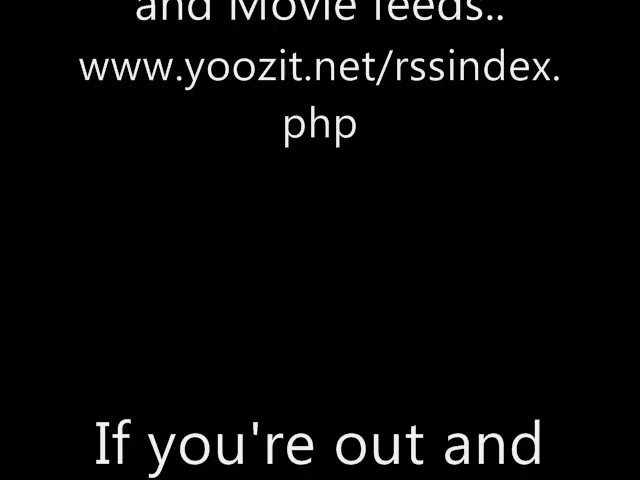 and Movie feeds..
www.yoozit.net/rssindex.
php
If you're out and